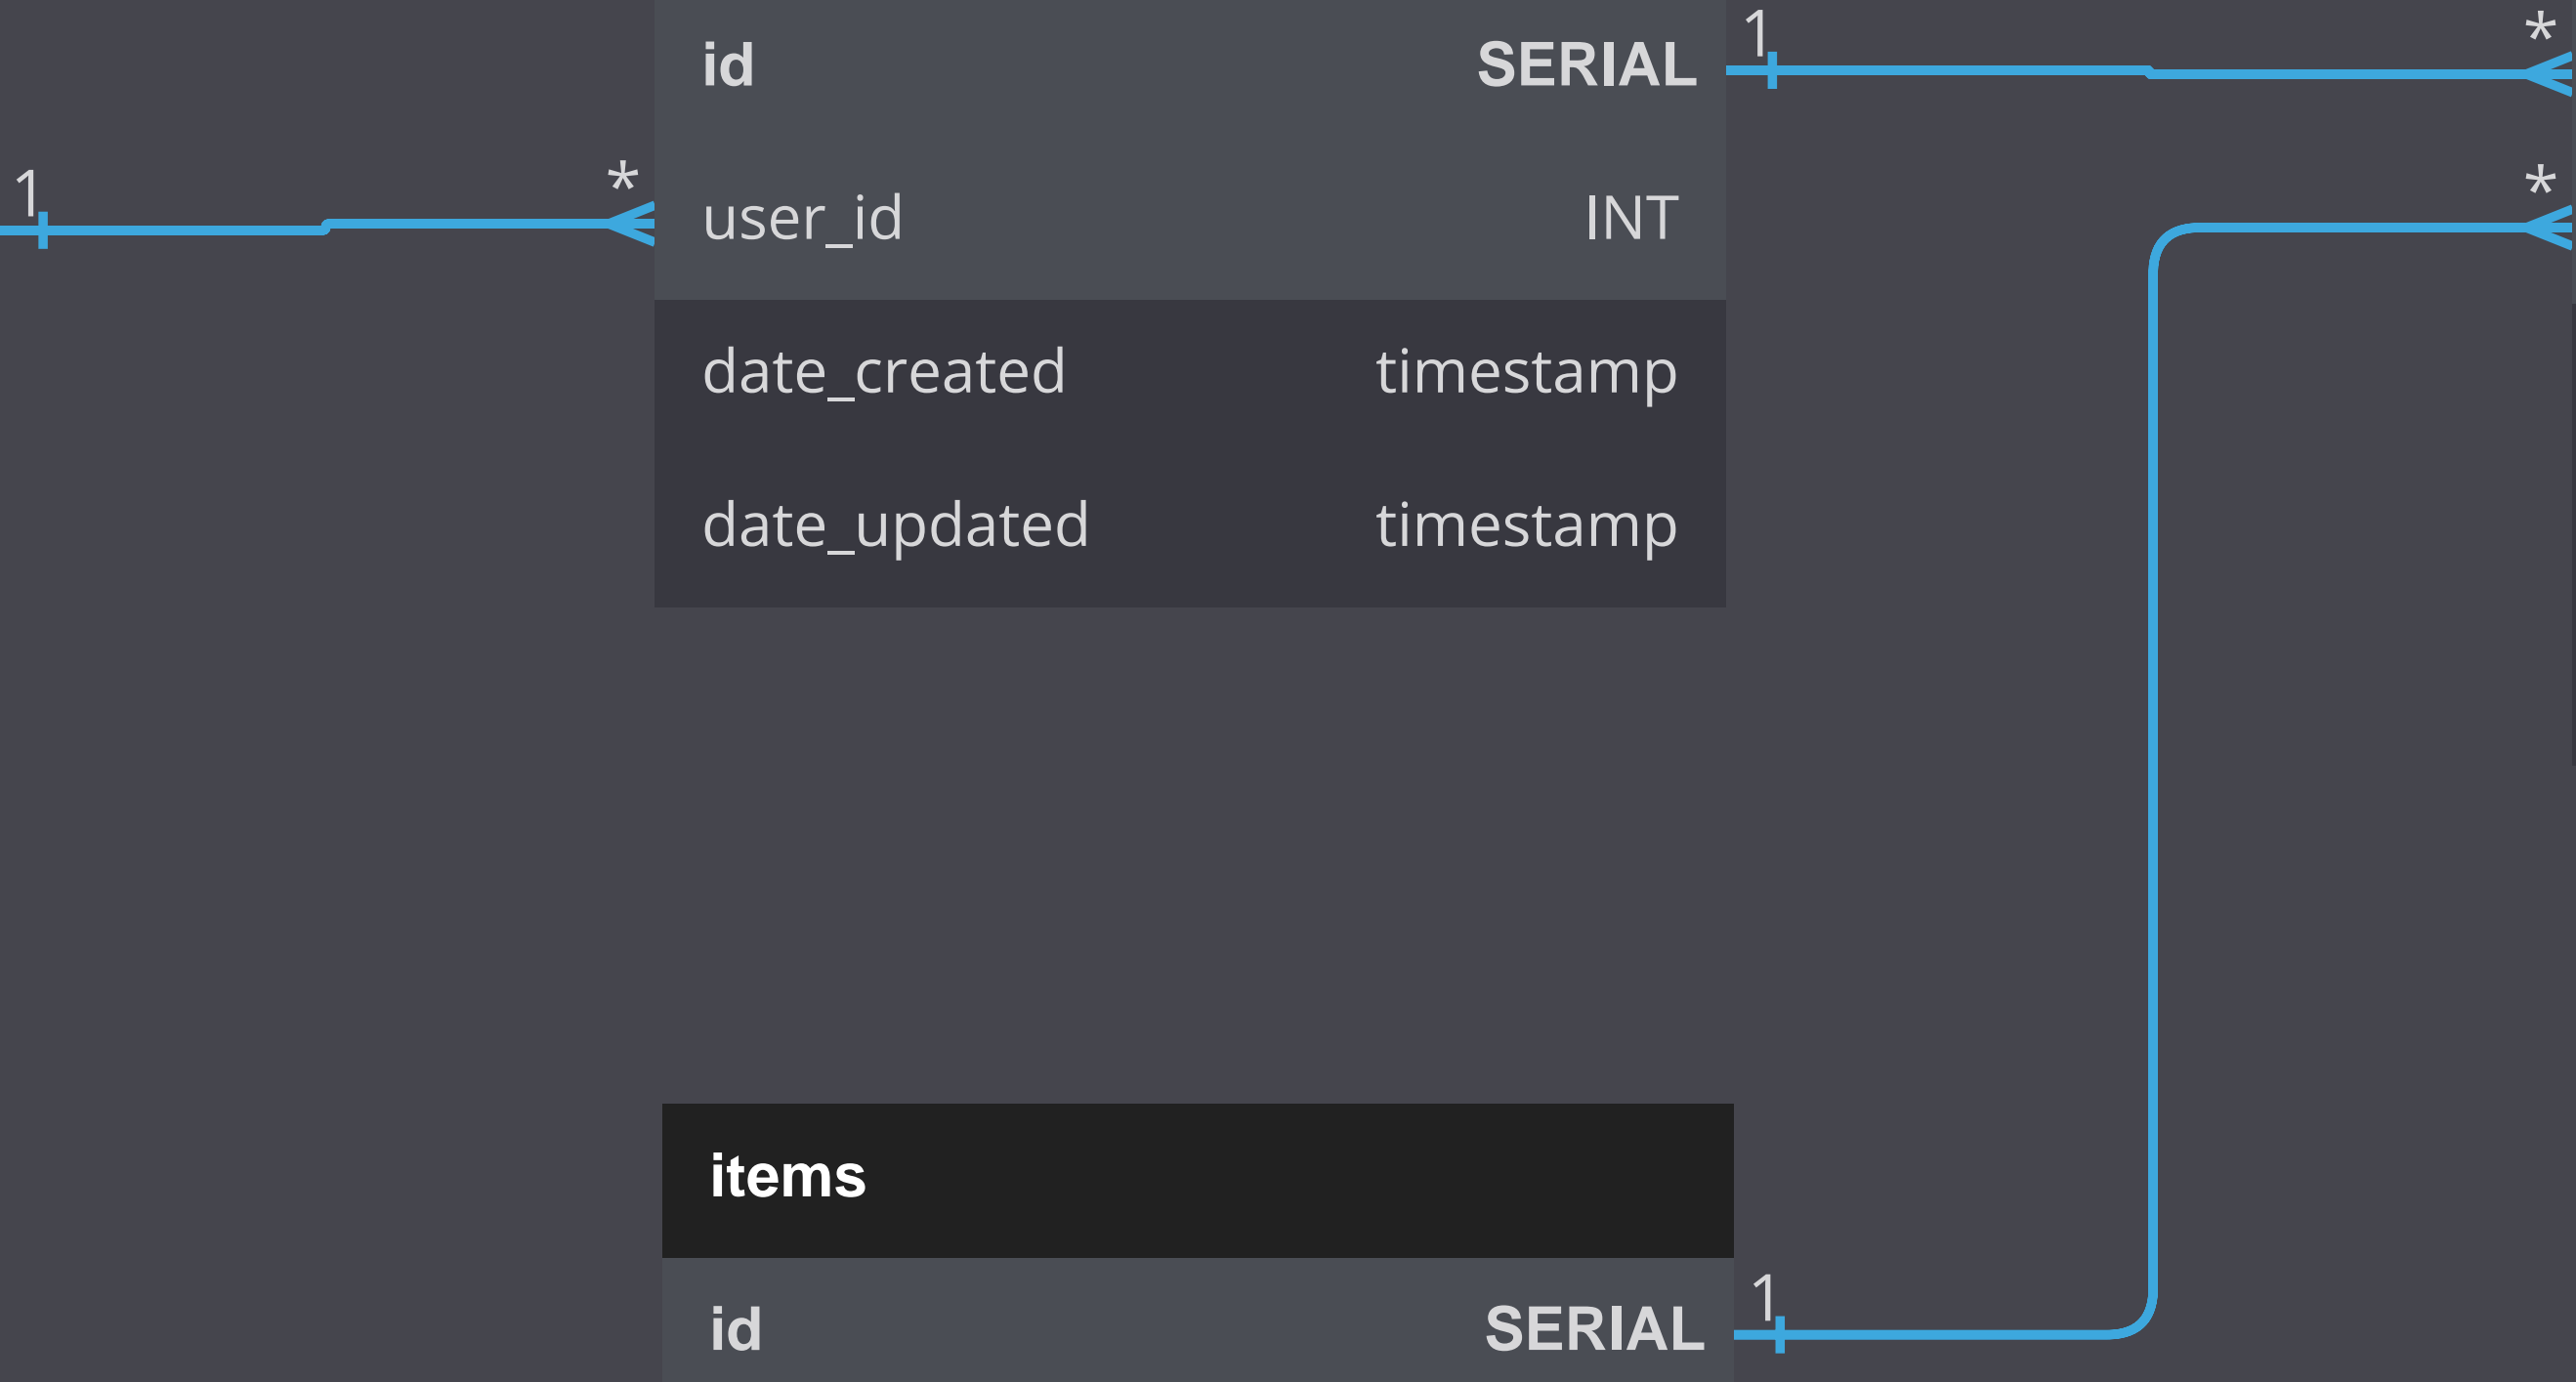 1 *
id SERIAL
1 *
user_id INT
*
date_created timestamp
date_updated timestamp
items
1
id SERIAL